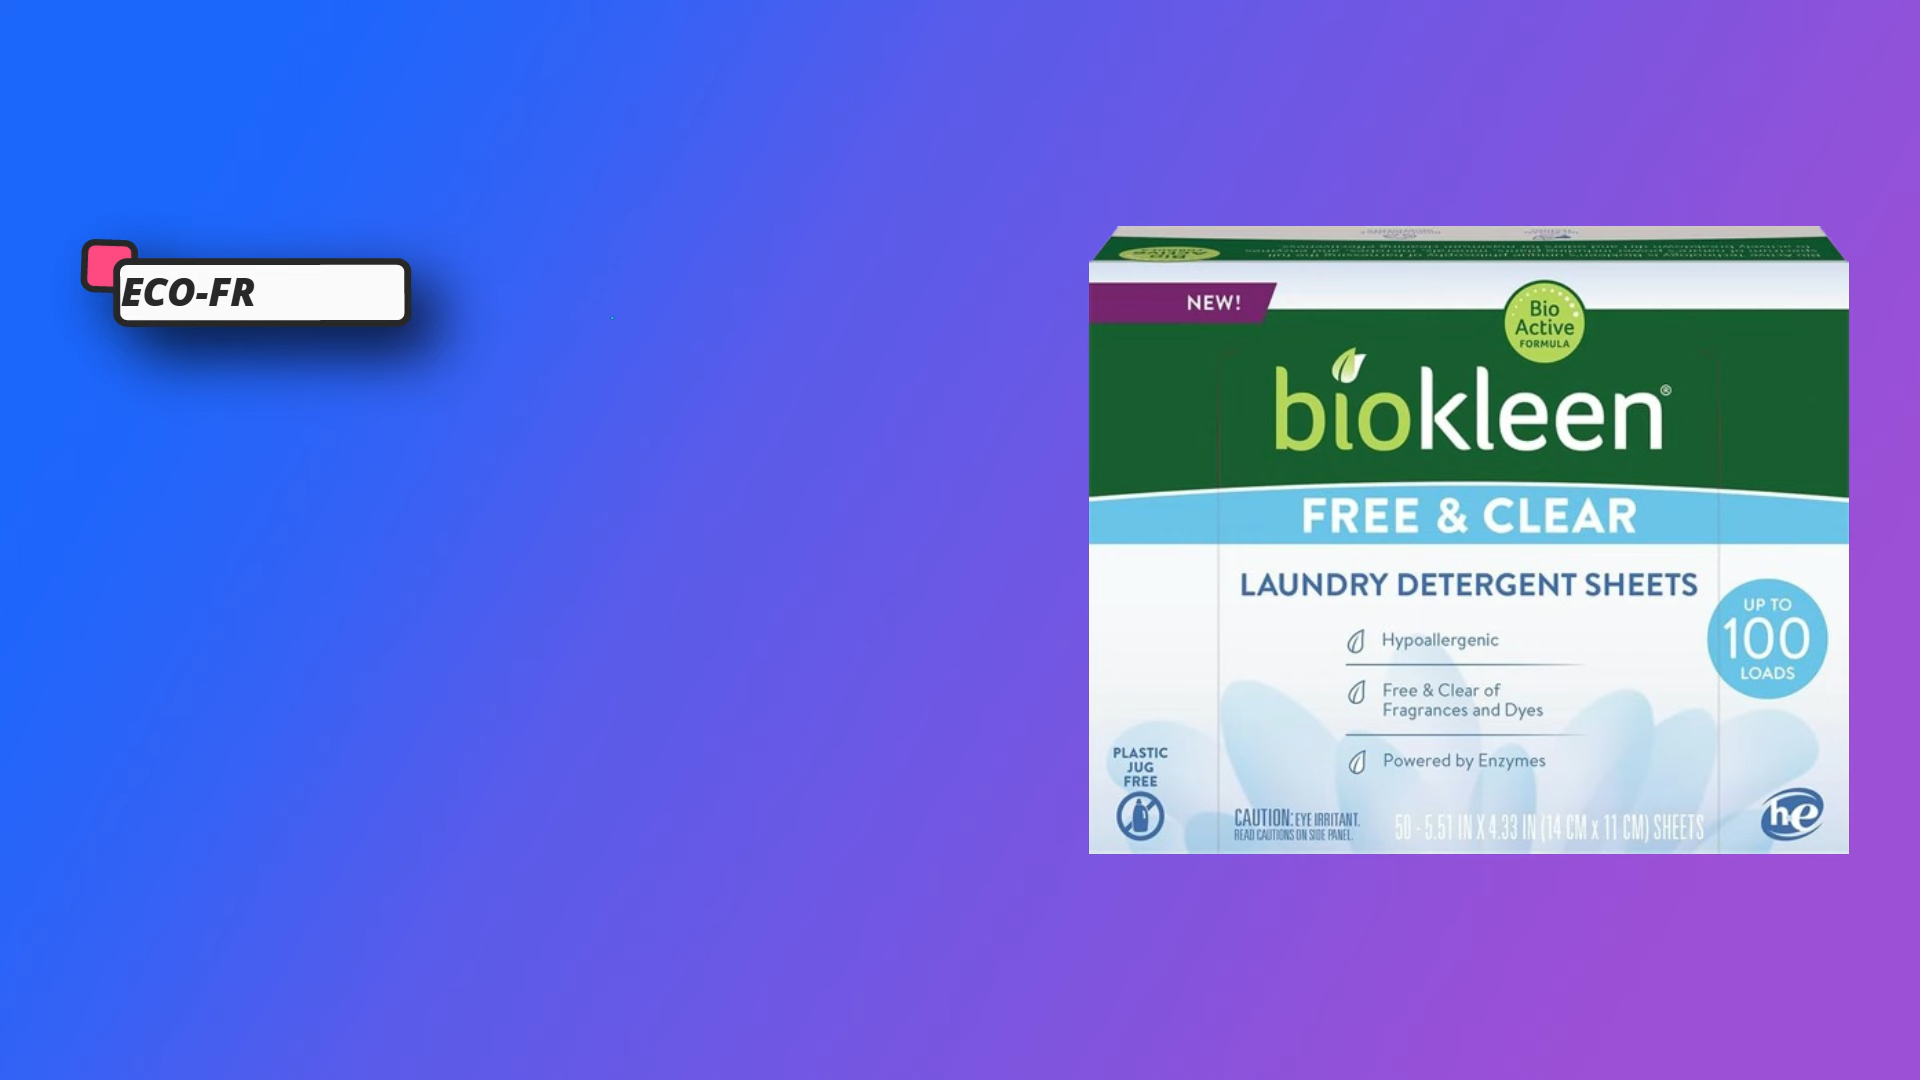 ECO-FR
NEW!
Bio
Active
FORMULA
biokleen®
FREE & CLEAR
LAUNDRY DETERGENT SHEETS
UP TO
100
LOADS
Hypoallergenic
Free & Clear of
Fragrances and Dyes
Powered by Enzymes
PLASTIC
JUG
FREE
CAUTION: EYE IRRITANT.
READ CAUTIONS ON SIDE PANEL.
50 - 5.51 IN X 4.33 IN (14 CM x 11 CM) SHEETS
he